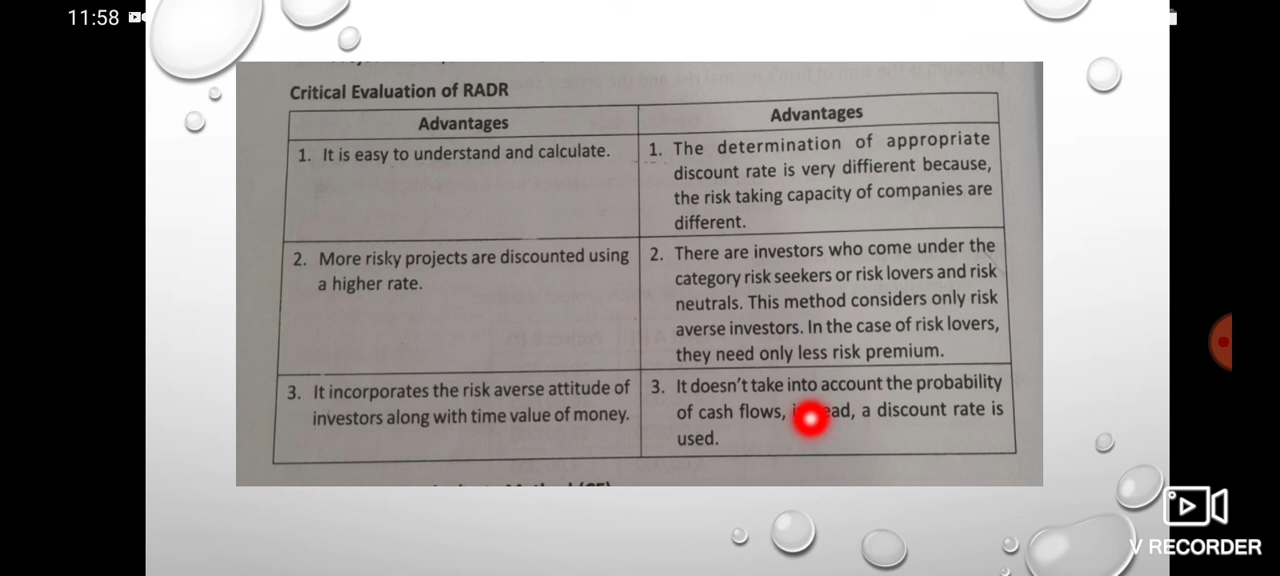 11:58
Critical Evaluation of RADR
Advantages
1. It is easy to understand and calculate.
2. More risky projects are discounted using
a higher rate.
3. It incorporates the risk averse attitude of
investors along with time value of money.
Advantages
1. The determination of appropriate
discount rate is very diffierent because,
the risk taking capacity of companies are
different.
2. There are investors who come under the
category risk seekers or risk lovers and risk
neutrals. This method considers only risk
averse investors. In the case of risk lovers,
they need only less risk premium.
3. It doesn't take into account the probability
of cash flows, a discount rate is
used.
V RECORDER